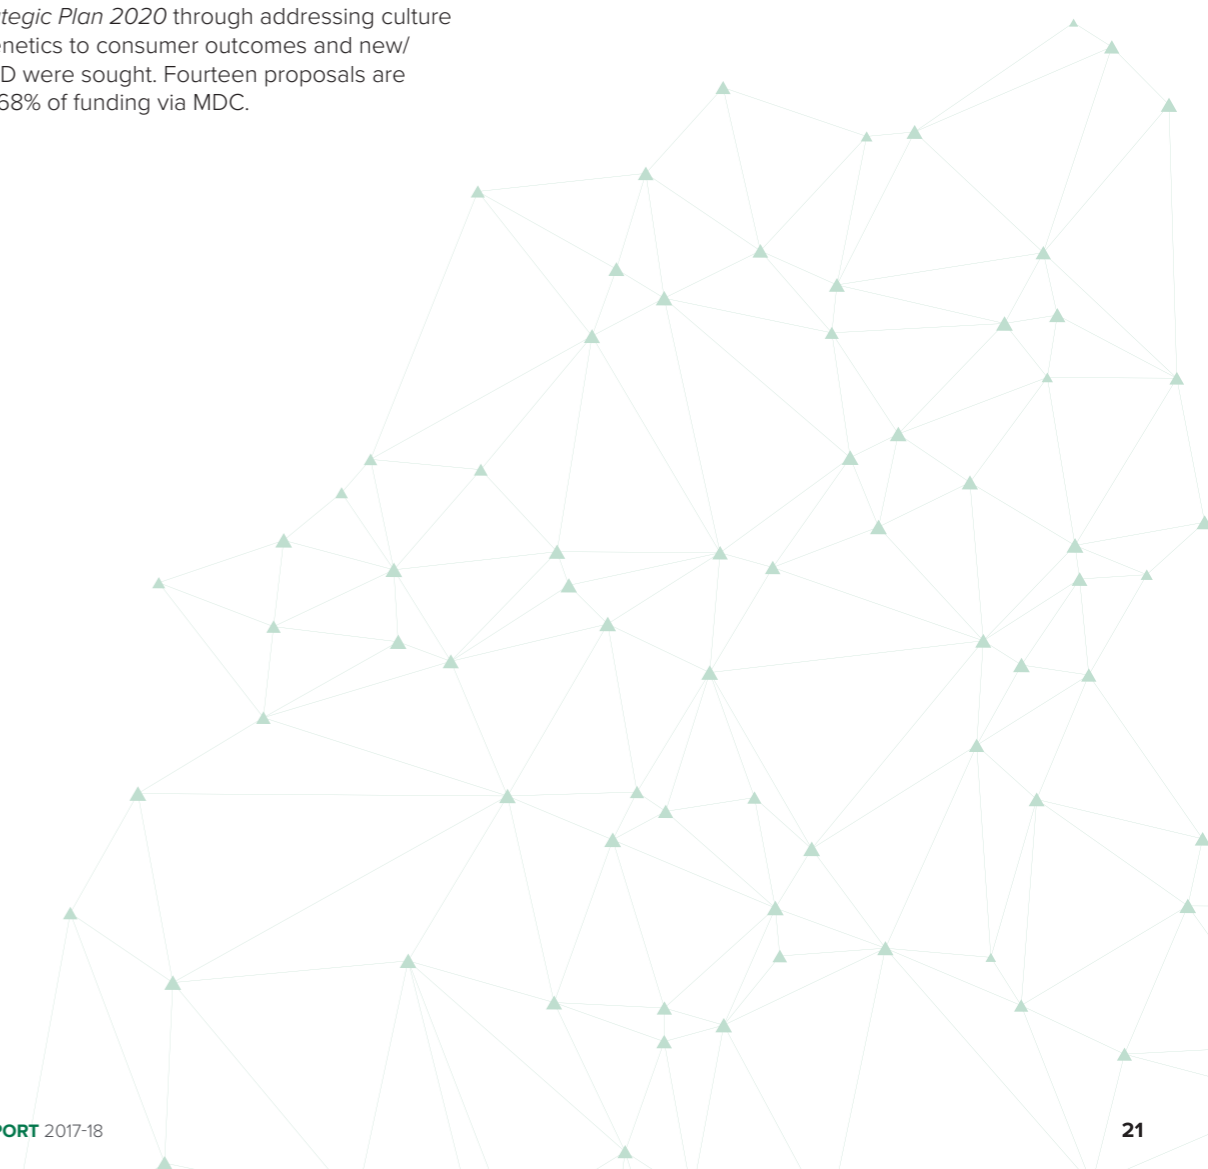 tegic Plan 2020 through addressing culture
netics to consumer outcomes and new/
D were sought. Fourteen proposals are
68% of funding via MDC.
PORT 2017-18
21